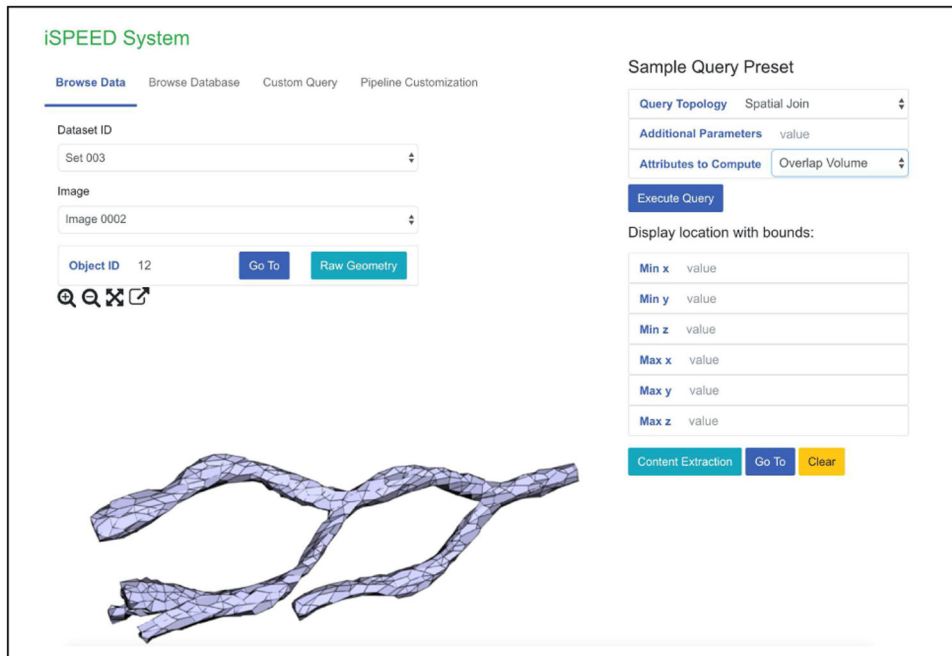 iSPEED System
Browse Data Browse Database Custom Query Pipeline Customization
Dataset ID
Set 003
Image
Image 0002
Object ID 12 Go To Raw Geometry
Sample Query Preset
Query Topology Spatial Join
Additional Parameters value
Attributes to Compute Overlap Volume
Execute Query
Display location with bounds:
Min x value
Min y value
Min z value
Max x value
Max y value
Max z value
Content Extraction Go To Clear